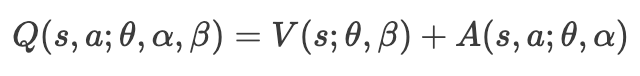 Q(s, a; θ, α, β) = V(s; θ, β) + A(s, a; θ, α)